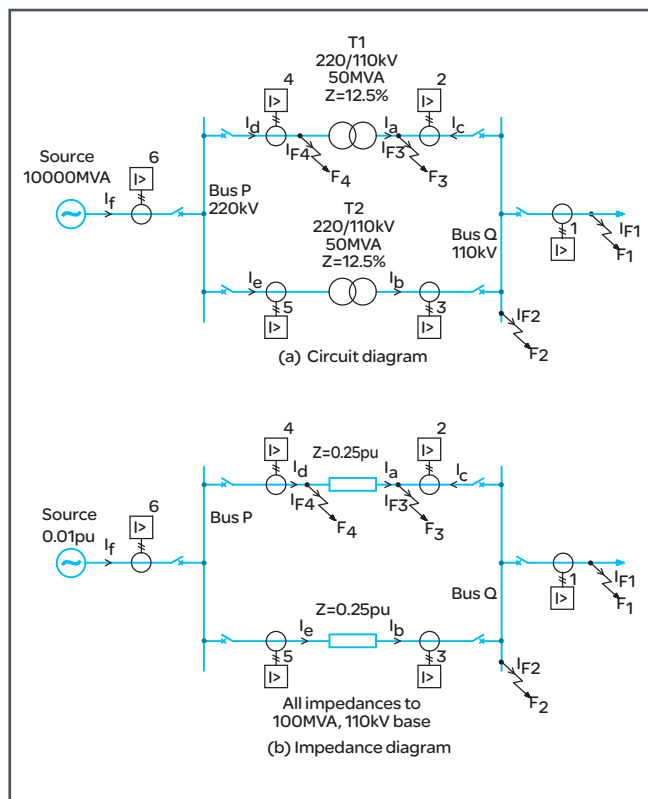 T1
220/110kV
50MVA
Z=12.5%
4
I>
2
I>
Source
10000MVA
6
I>
If
Id
IF4
F4
Ia
IF3
F3
Ic
Bus P
220kV
T2
220/110kV
50MVA
Z=12.5%
Bus Q
110kV
1
I>
IF1
F1
Ie
5
I>
Ib
3
I>
IF2
F2
(a) Circuit diagram
4
I>
Z=0.25pu
2
I>
Source
0.01pu
6
I>
If
Id
IF4
F4
Ia
IF3
F3
Ic
Bus P
Z=0.25pu
Bus Q
1
I>
IF1
F1
Ie
5
I>
Ib
3
I>
IF2
F2
All impedances to
100MVA, 110kV base
(b) Impedance diagram